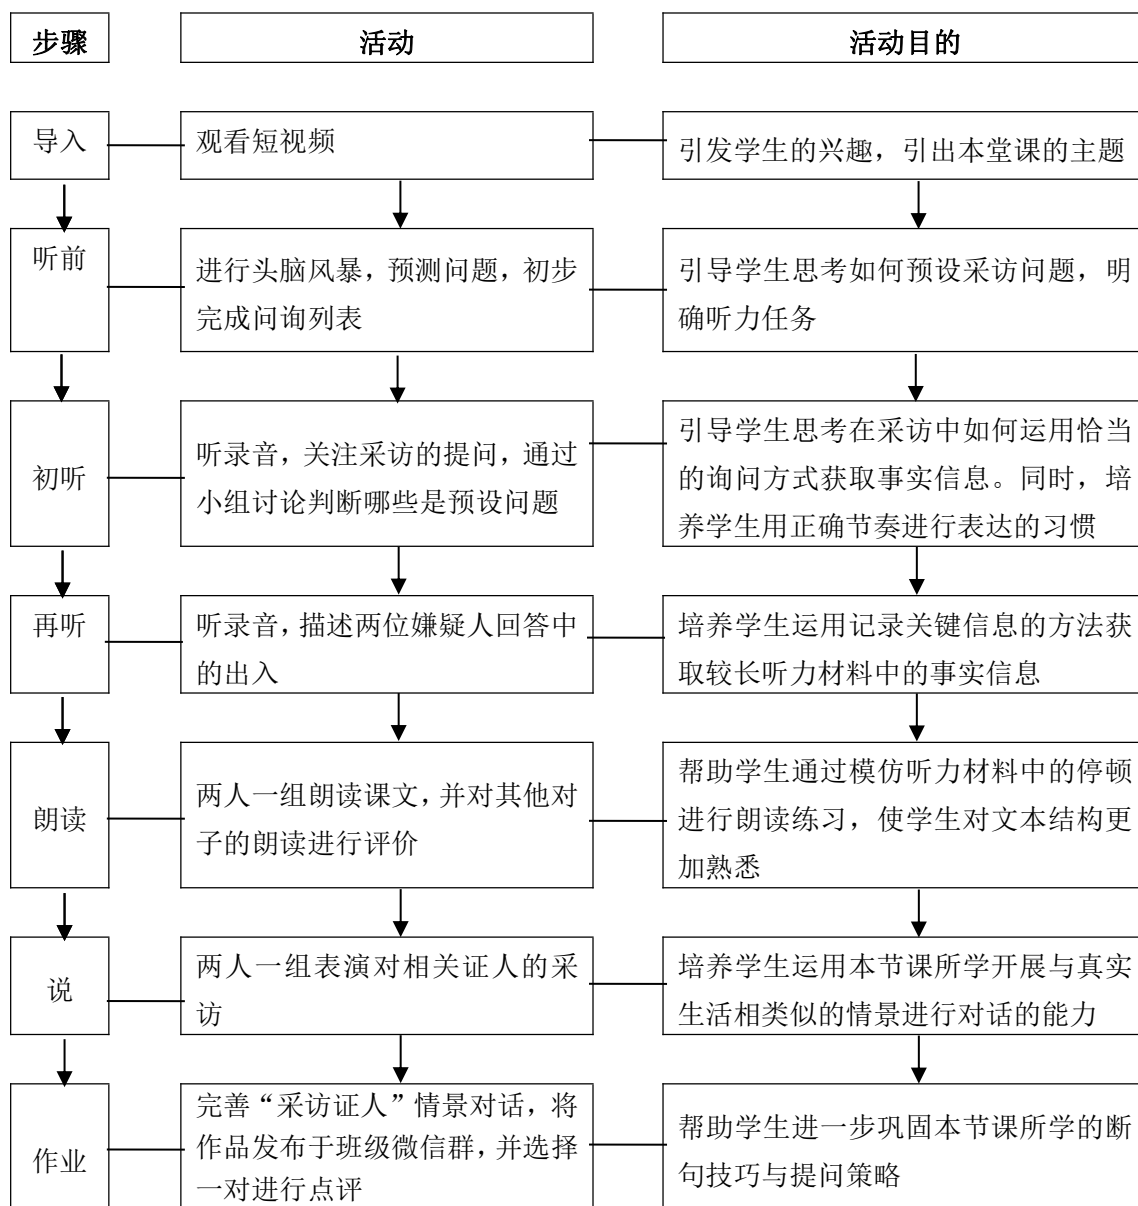 步骤
活动
活动目的
导入
观看短视频
引发学生的兴趣，引出本堂课的主题
听前
进行头脑风暴，预测问题，初步
完成问询列表
引导学生思考如何预设采访问题，明
确听力任务
初听
听录音，关注采访的提问，通过
小组讨论判断哪些是预设问题
引导学生思考在采访中如何运用恰当
的询问方式获取事实信息。同时，培
养学生用正确节奏进行表达的习惯
再听
听录音，描述两位嫌疑人回答中
的出入
培养学生运用记录关键信息的方法获
取较长听力材料中的事实信息
朗读
两人一组朗读课文，并对其他对
子的朗读进行评价
帮助学生通过模仿听力材料中的停顿
进行朗读练习，使学生对文本结构更
加熟悉
说
两人一组表演对相关证人的采
访
培养学生运用本节课所学开展与真实
生活相类似的情景进行对话的能力
作业
完善“采访证人”情景对话，将
作品发布于班级微信群，并选择
一对进行点评
帮助学生进一步巩固本节课所学的断
句技巧与提问策略